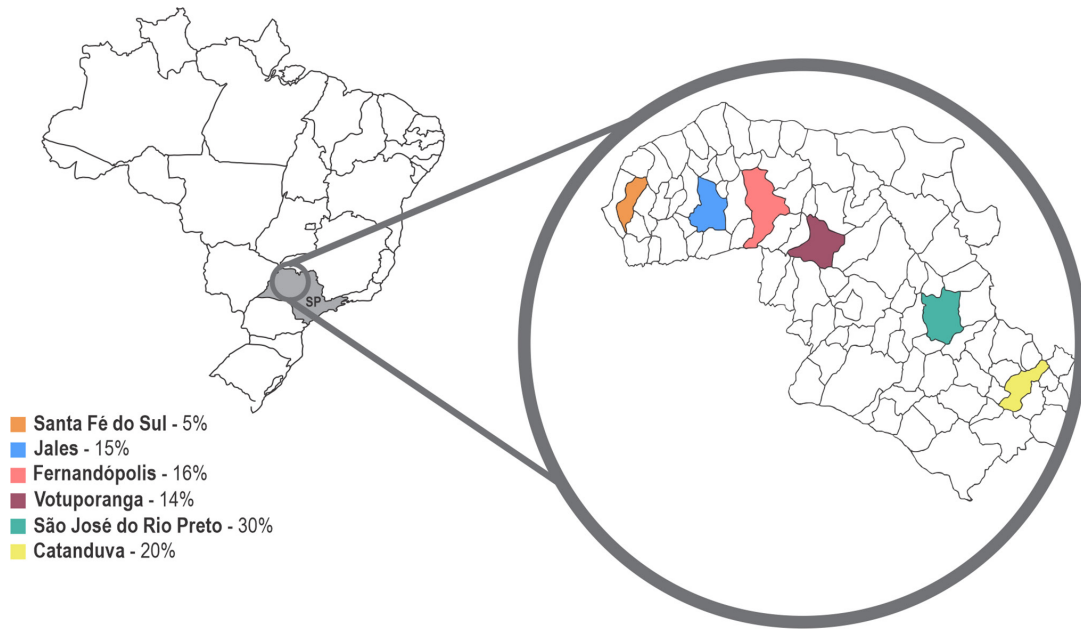 SP
Santa Fé do Sul - 5%
Jales - 15%
Fernandópolis - 16%
Votuporanga - 14%
São José do Rio Preto - 30%
Catanduva - 20%